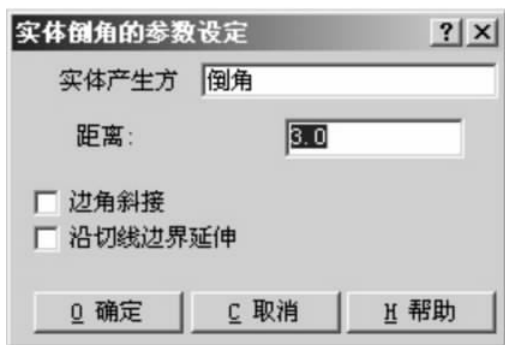 实体倒角的参数设定
实体产生方 倒角
距离: 3.0
边角斜接
沿切线边界延伸
O 确定 C 取消 H 帮助